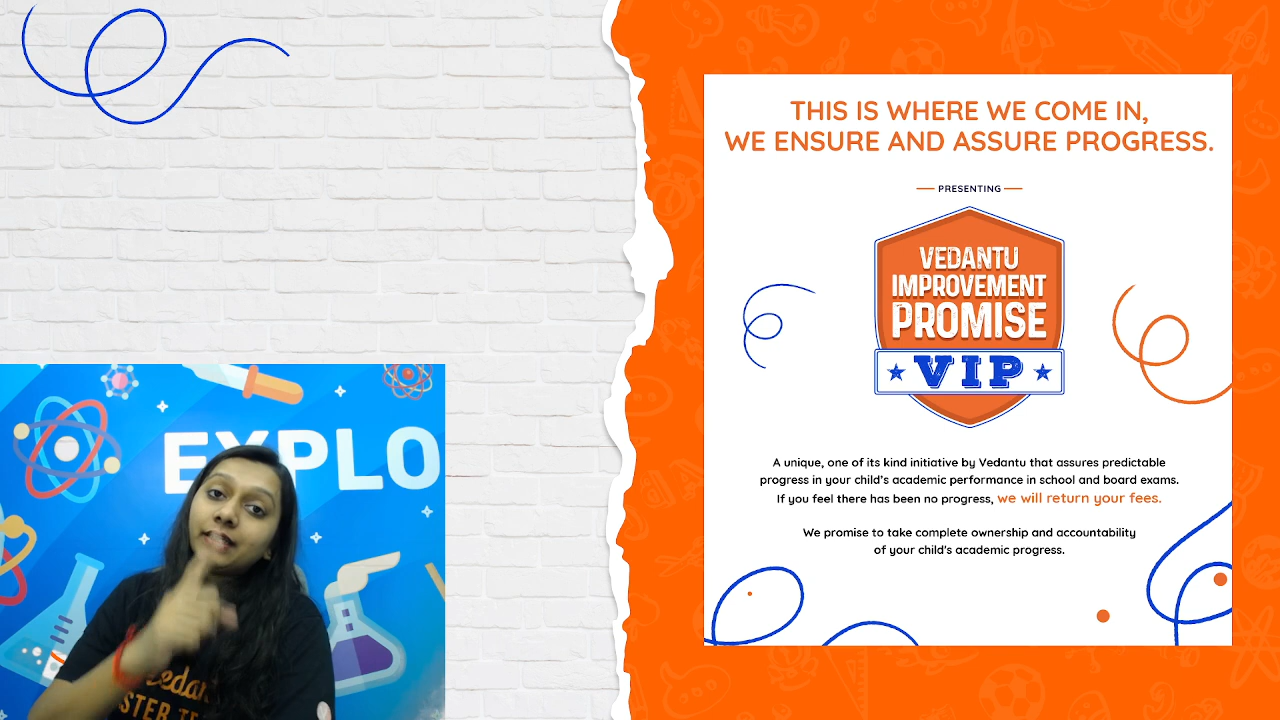 THIS IS WHERE WE COME IN,
WE ENSURE AND ASSURE PROGRESS.
PRESENTING
VEDANTU
IMPROVEMENT
PROMISE
VIP
A unique, one of its kind initiative by Vedantu that assures predictable
progress in your child's academic performance in school and board exams.
If you feel there has been no progress, we will return your fees.
We promise to take complete ownership and accountability
of your child's academic progress.
EXPLO